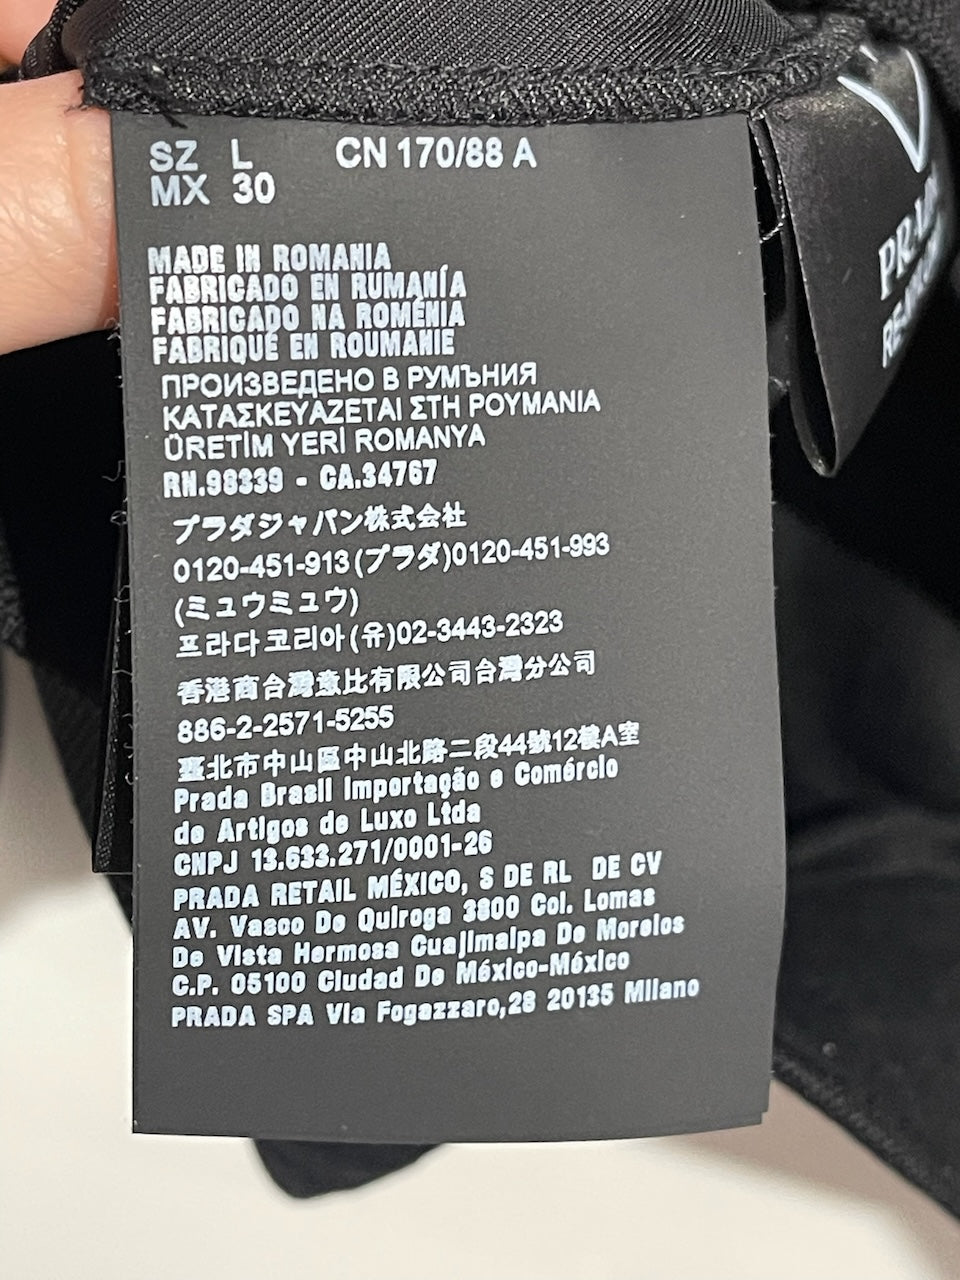 SZ L CN 170/88 A
MX 30
MADE IN ROMANIA
FABRICADO EN RUMANÍA
FABRICADO NA ROMÉNIA
FABRIQUÉ EN ROUMANIE
ПРОИЗВЕДЕНО В РУМЪНИЯ
ΚΑΤΑΣΚΕΥΑΖΕΤΑΙ ΣΤΗ ΡΟΥΜΑΝΙΑ
ÜRETİM YERİ ROMANYA
RN.98339 - CA.34767
プラダジャパン株式会社
0120-451-913(プラダ)0120-451-993
(ミュウミュウ)
프라다코리아(유)02-3443-2323
香港商台灣意比有限公司台灣分公司
886-2-2571-5255
臺北市中山區中山北路二段44號12樓A室
Prada Brasil Importação e Comércio
de Artigos de Luxo Ltda
CNPJ 13.633.271/0001-26
PRADA RETAIL MÉXICO, S DE RL DE CV
AV. Vasco De Quiroga 3800 Col. Lomas
De Vista Hermosa Cuajimalpa De Morelos
C.P. 05100 Ciudad De México-México
PRADA SPA Via Fogazzaro,28 20135 Milano